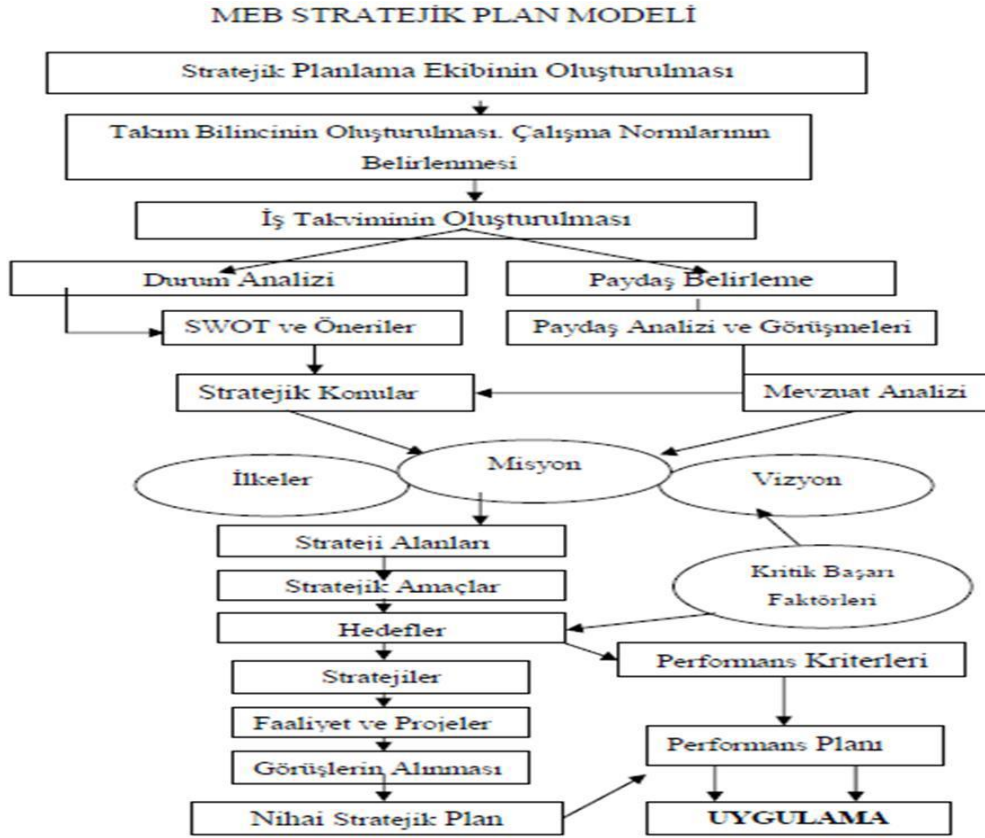 MEB STRATEJİK PLAN MODELİ
Stratejik Planlama Ekibinin Oluşturulması
Takım Bilincinin Oluşturulması. Çalışma Normlarının
Belirlenmesi
İş Takviminin Oluşturulması
Durum Analizi
Paydaş Belirleme
SWOT ve Öneriler
Paydaş Analizi ve Görüşmeleri
Stratejik Konular
Mevzuat Analizi
İlkeler
Misyon
Vizyon
Strateji Alanları
Stratejik Amaçlar
Kritik Başarı
Faktörleri
Hedefler
Performans Kriterleri
Stratejiler
Faaliyet ve Projeler
Performans Planı
Görüşlerin Alınması
Nihai Stratejik Plan
UYGULAMA